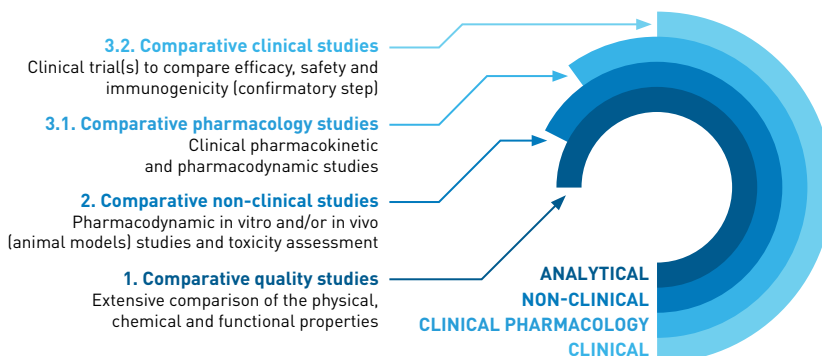 3.2. Comparative clinical studies
Clinical trial(s) to compare efficacy, safety and
immunogenicity (confirmatory step)
3.1. Comparative pharmacology studies
Clinical pharmacokinetic
and pharmacodynamic studies
2. Comparative non-clinical studies
Pharmacodynamic in vitro and/or in vivo
(animal models) studies and toxicity assessment
1. Comparative quality studies
Extensive comparison of the physical,
chemical and functional properties
ANALYTICAL
NON-CLINICAL
CLINICAL PHARMACOLOGY
CLINICAL